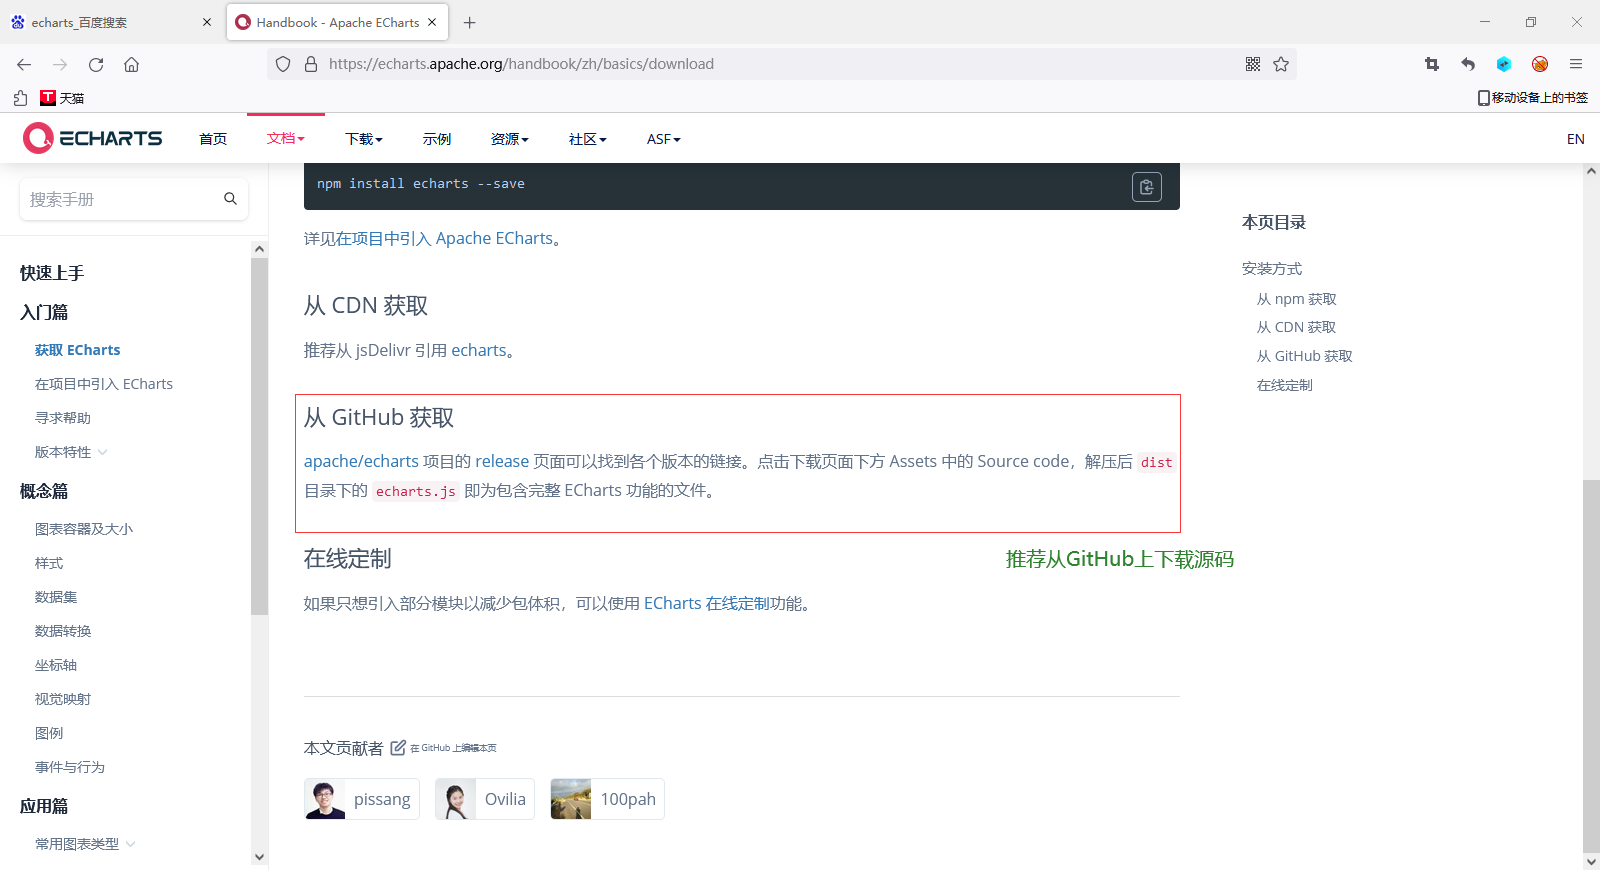 echarts_百度搜索
Handbook - Apache ECharts
https://echarts.apache.org/handbook/zh/basics/download
天猫
移动设备上的书签
ECHARTS
首页
文档
下载
示例
资源
社区
ASF
EN
搜索手册
快速上手
入门篇
获取 ECharts
在项目中引入 ECharts
寻求帮助
版本特性
概念篇
图表容器及大小
样式
数据集
数据转换
坐标轴
视觉映射
图例
事件与行为
应用篇
常用图表类型
npm install echarts --save
详见在项目中引入 Apache ECharts。
从 CDN 获取
推荐从 jsDelivr 引用 echarts。
从 GitHub 获取
apache/echarts 项目的 release 页面可以找到各个版本的链接。点击下载页面下方 Assets 中的 Source code，解压后 dist
目录下的 echarts.js 即为包含完整 ECharts 功能的文件。
在线定制
推荐从GitHub上下载源码
如果只想引入部分模块以减少包体积，可以使用 ECharts 在线定制功能。
本文贡献者
在 GitHub 上编辑本页
pissang
Ovilia
100pah
本页目录
安装方式
从 npm 获取
从 CDN 获取
从 GitHub 获取
在线定制